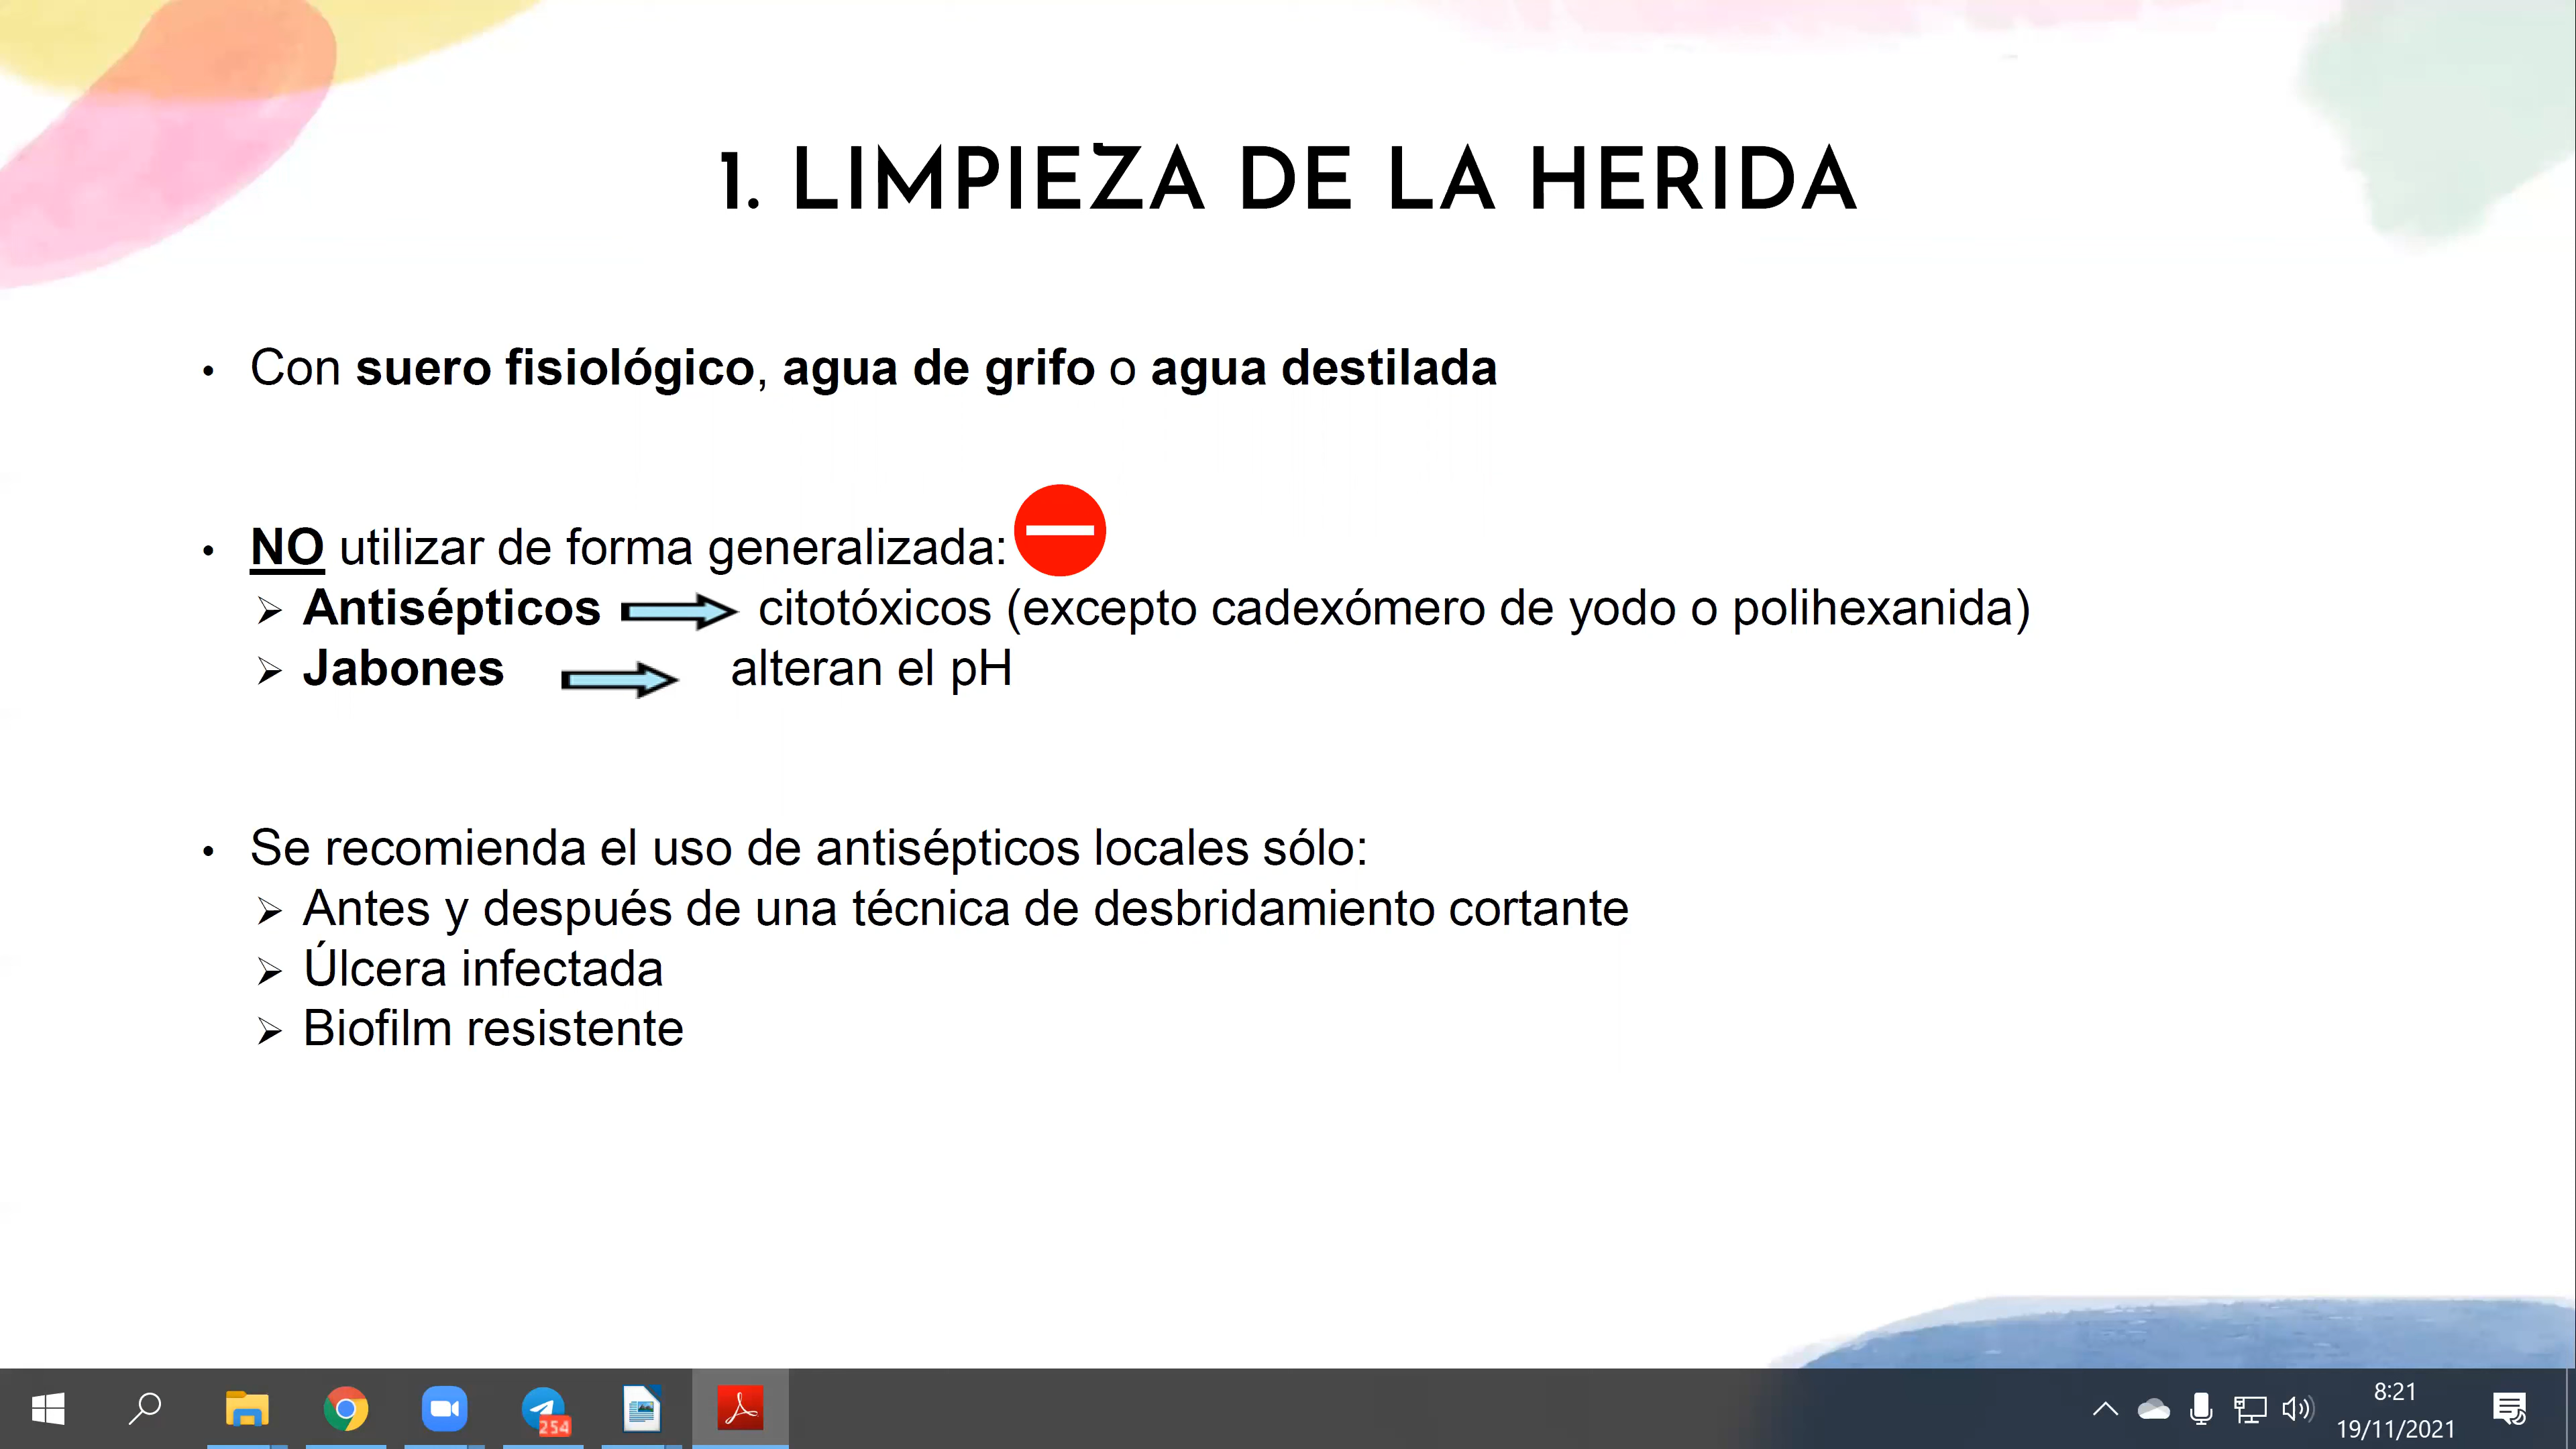 1. LIMPIEZA DE LA HERIDA
• Con suero fisiológico, agua de grifo o agua destilada
• NO utilizar de forma generalizada:
➢ Antisépticos citotóxicos (excepto cadexómero de yodo o polihexanida)
➢ Jabones alteran el pH
• Se recomienda el uso de antisépticos locales sólo:
➢ Antes y después de una técnica de desbridamiento cortante
➢ Úlcera infectada
➢ Biofilm resistente
254
8:21
19/11/2021